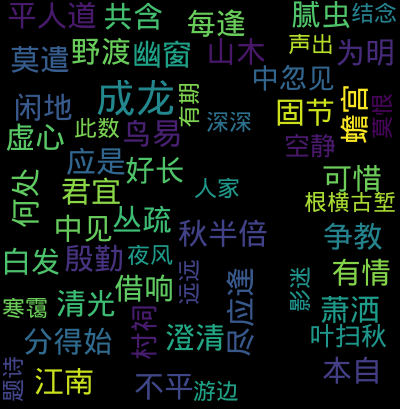 平人道
共含
每逢
腻虫
结念
莫遣
野渡
幽窗
山木
声出
为明
中忽见
闲地
成龙
有期
固节
蟾宫
莫恨
虚心
此数
鸟易
深深
空静
应是
好长
何处
君宜
人家
可惜
根横古堑
中见
丛疏
秋半倍
争教
白发
殷勤
夜风
远远
有情
借响
尽应逢
影迷
寒霭
清光
萧洒
村祠
分得始
澄清
叶扫秋
题诗
江南
不平
游边
本自